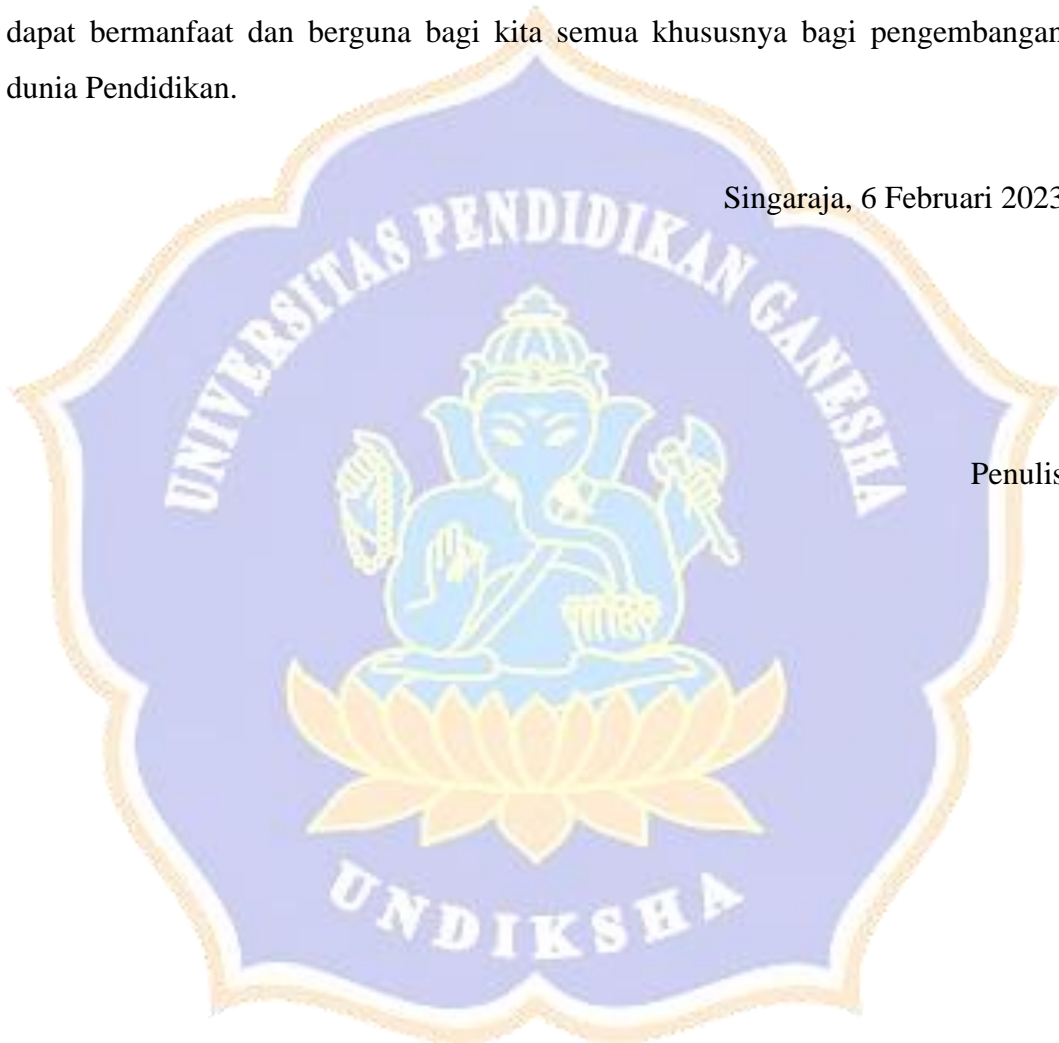 dapat bermanfaat dan berguna bagi kita semua khususnya bagi pengembangan
dunia Pendidikan.
Singaraja, 6 Februari 2023
UNIVERSITAS PENDIDIKAN GANESHA
Penulis
UNDIKSHA